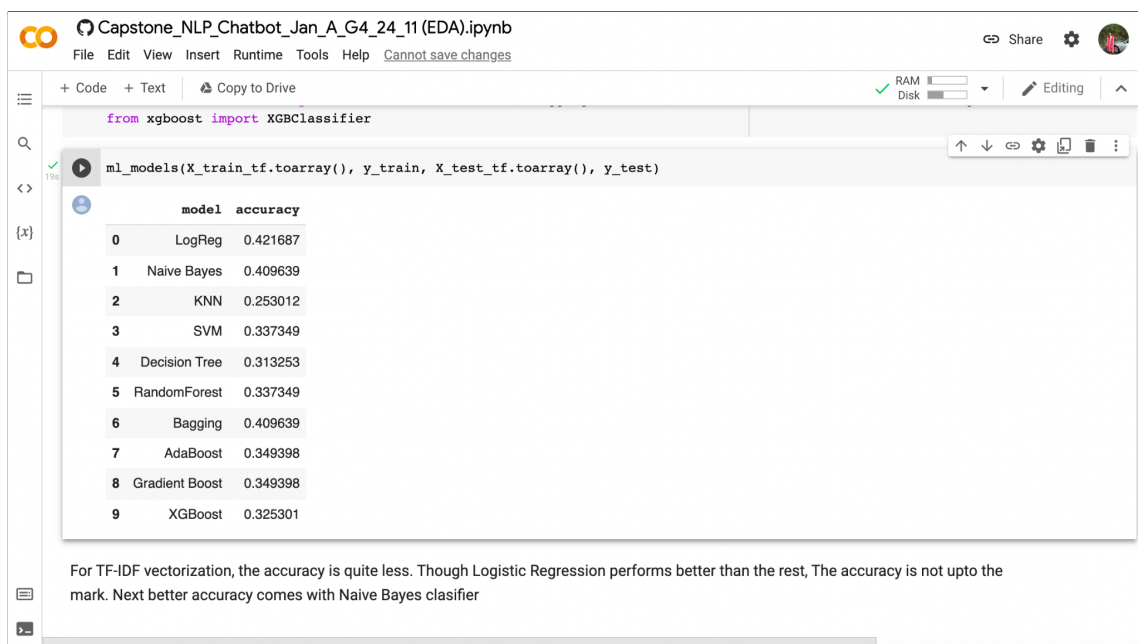 Capstone_NLP_Chatbot_Jan_A_G4_24_11 (EDA).ipynb
File Edit View Insert Runtime Tools Help Cannot save changes
Share
+ Code + Text Copy to Drive
RAM
Disk
Editing
from xgboost import XGBClassifier
19s
ml_models(X_train_tf.toarray(), y_train, X_test_tf.toarray(), y_test)
model accuracy
0 LogReg 0.421687
1 Naive Bayes 0.409639
2 KNN 0.253012
3 SVM 0.337349
4 Decision Tree 0.313253
5 RandomForest 0.337349
6 Bagging 0.409639
7 AdaBoost 0.349398
8 Gradient Boost 0.349398
9 XGBoost 0.325301
For TF-IDF vectorization, the accuracy is quite less. Though Logistic Regression performs better than the rest, The accuracy is not upto the
mark. Next better accuracy comes with Naive Bayes clasifier